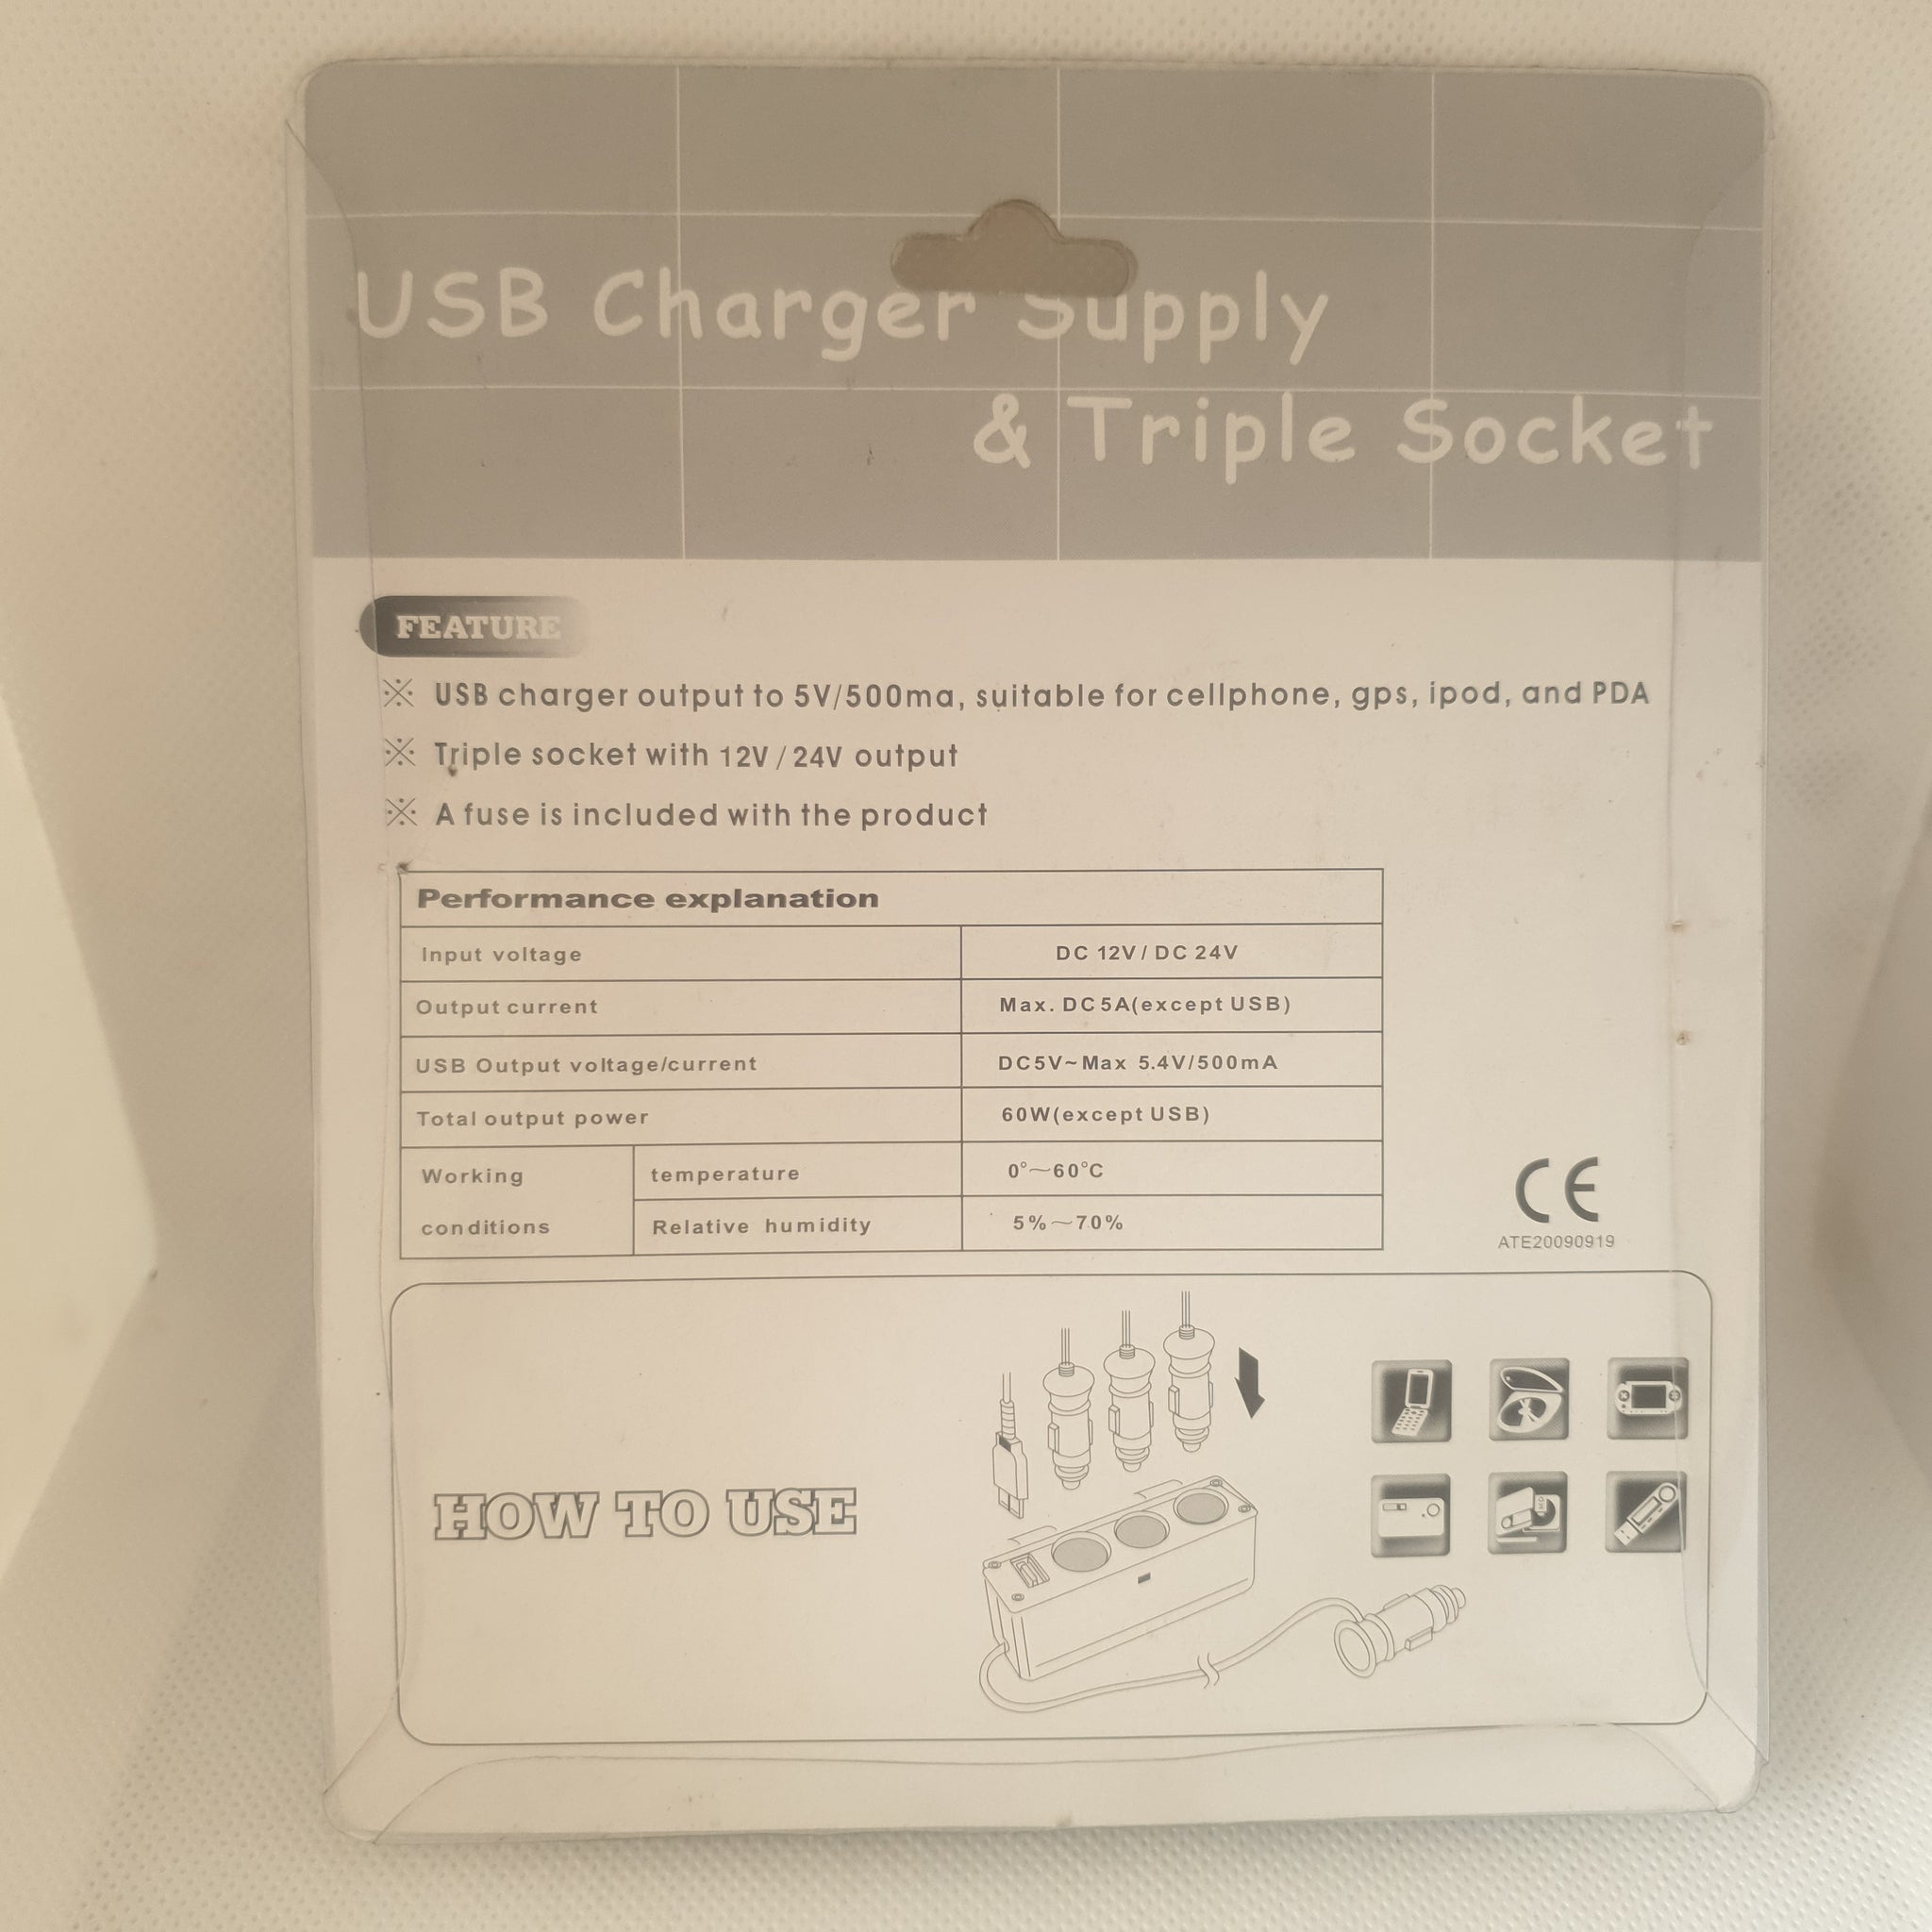 USB Charger Supply
& Triple Socket
FEATURE
※ USB charger output to 5V/500ma, suitable for cellphone, gps, ipod, and PDA
※ Triple socket with 12V / 24V output
※ A fuse is included with the product
Performance explanation
Input voltage DC 12V / DC 24V
Output current Max. DC 5A(except USB)
USB Output voltage/current DC5V~Max 5.4V/500mA
Total output power 60W(except USB)
Working conditions temperature 0°~60°C
Relative humidity 5%~70%
CE
ATE20090919
HOW TO USE